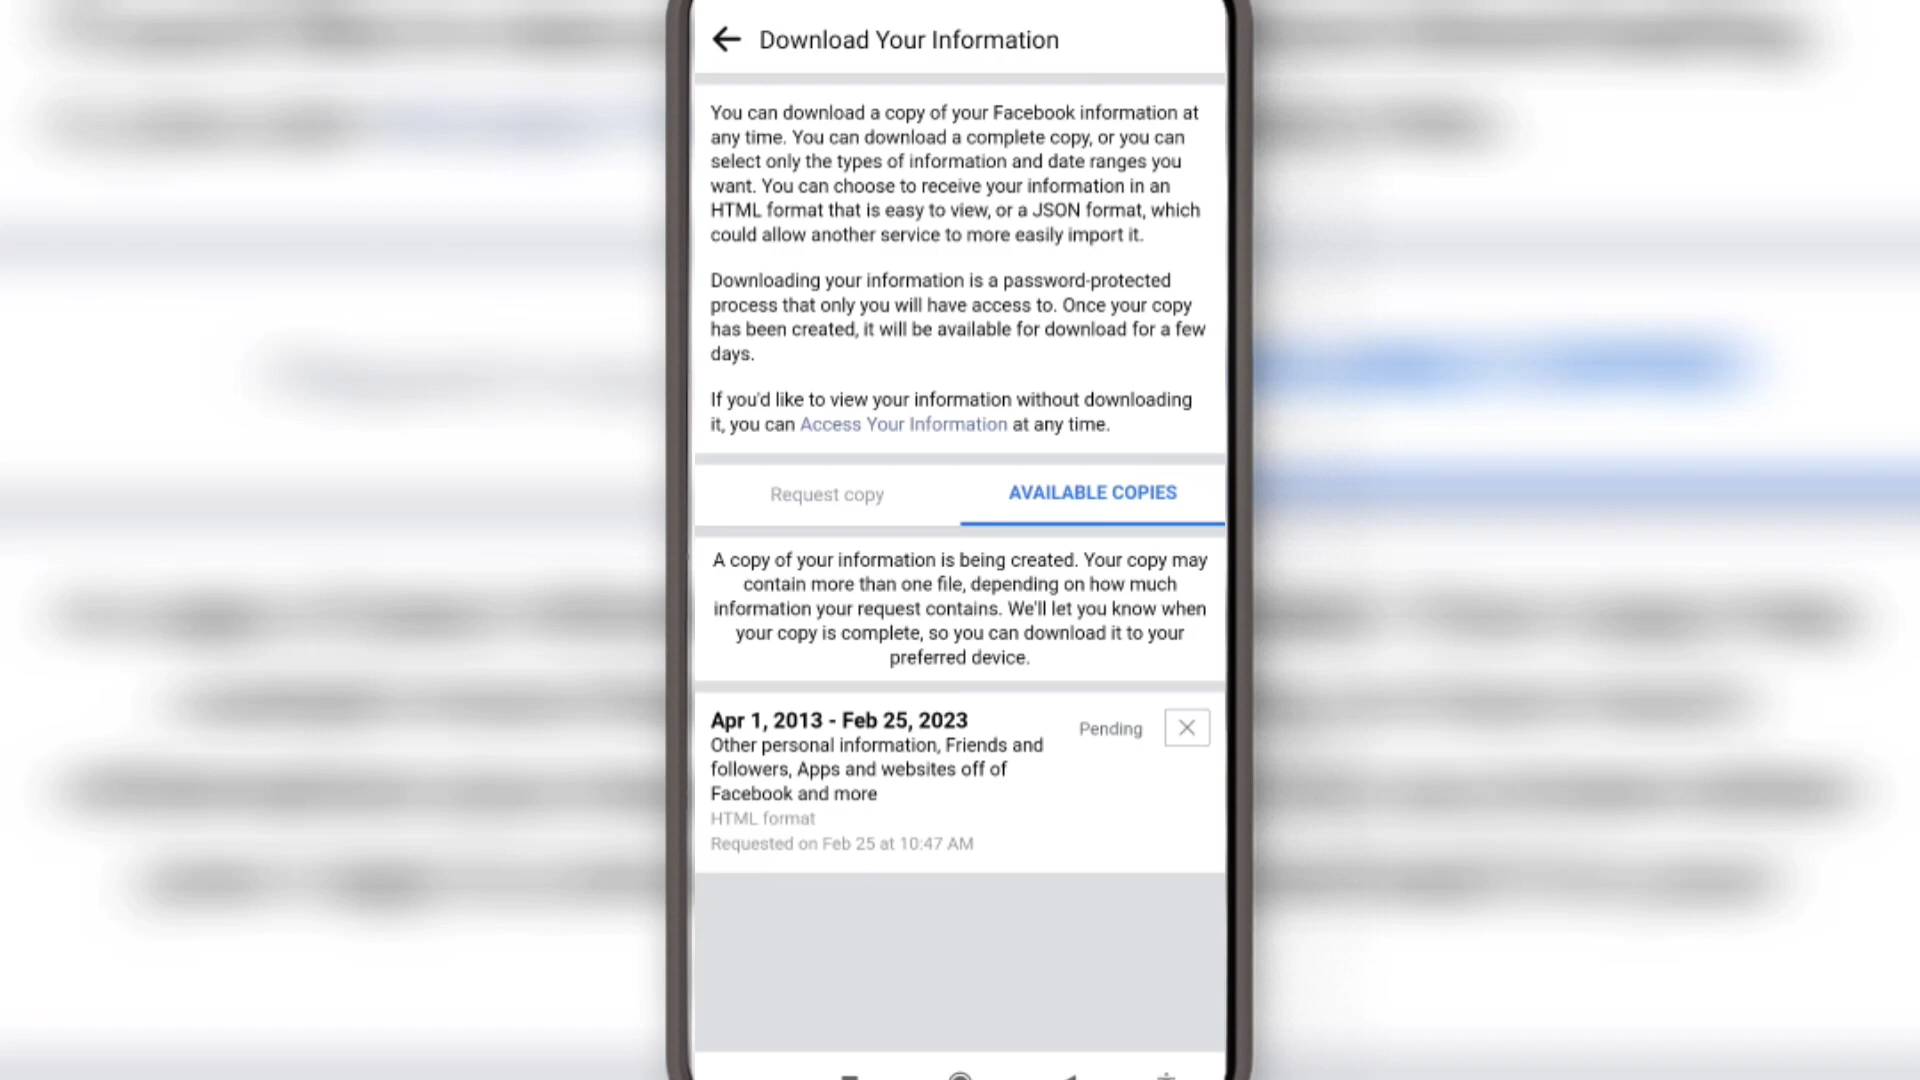 Download Your Information
You can download a copy of your Facebook information at
any time. You can download a complete copy, or you can
select only the types of information and date ranges you
want. You can choose to receive your information in an
HTML format that is easy to view, or a JSON format, which
could allow another service to more easily import it.
Downloading your information is a password-protected
process that only you will have access to. Once your copy
has been created, it will be available for download for a few
days.
If you'd like to view your information without downloading
it, you can Access Your Information at any time.
Request copy
AVAILABLE COPIES
A copy of your information is being created. Your copy may
contain more than one file, depending on how much
information your request contains. We'll let you know when
your copy is complete, so you can download it to your
preferred device.
Apr 1, 2013 - Feb 25, 2023
Pending
Other personal information, Friends and
followers, Apps and websites off of
Facebook and more
HTML format
Requested on Feb 25 at 10:47 AM